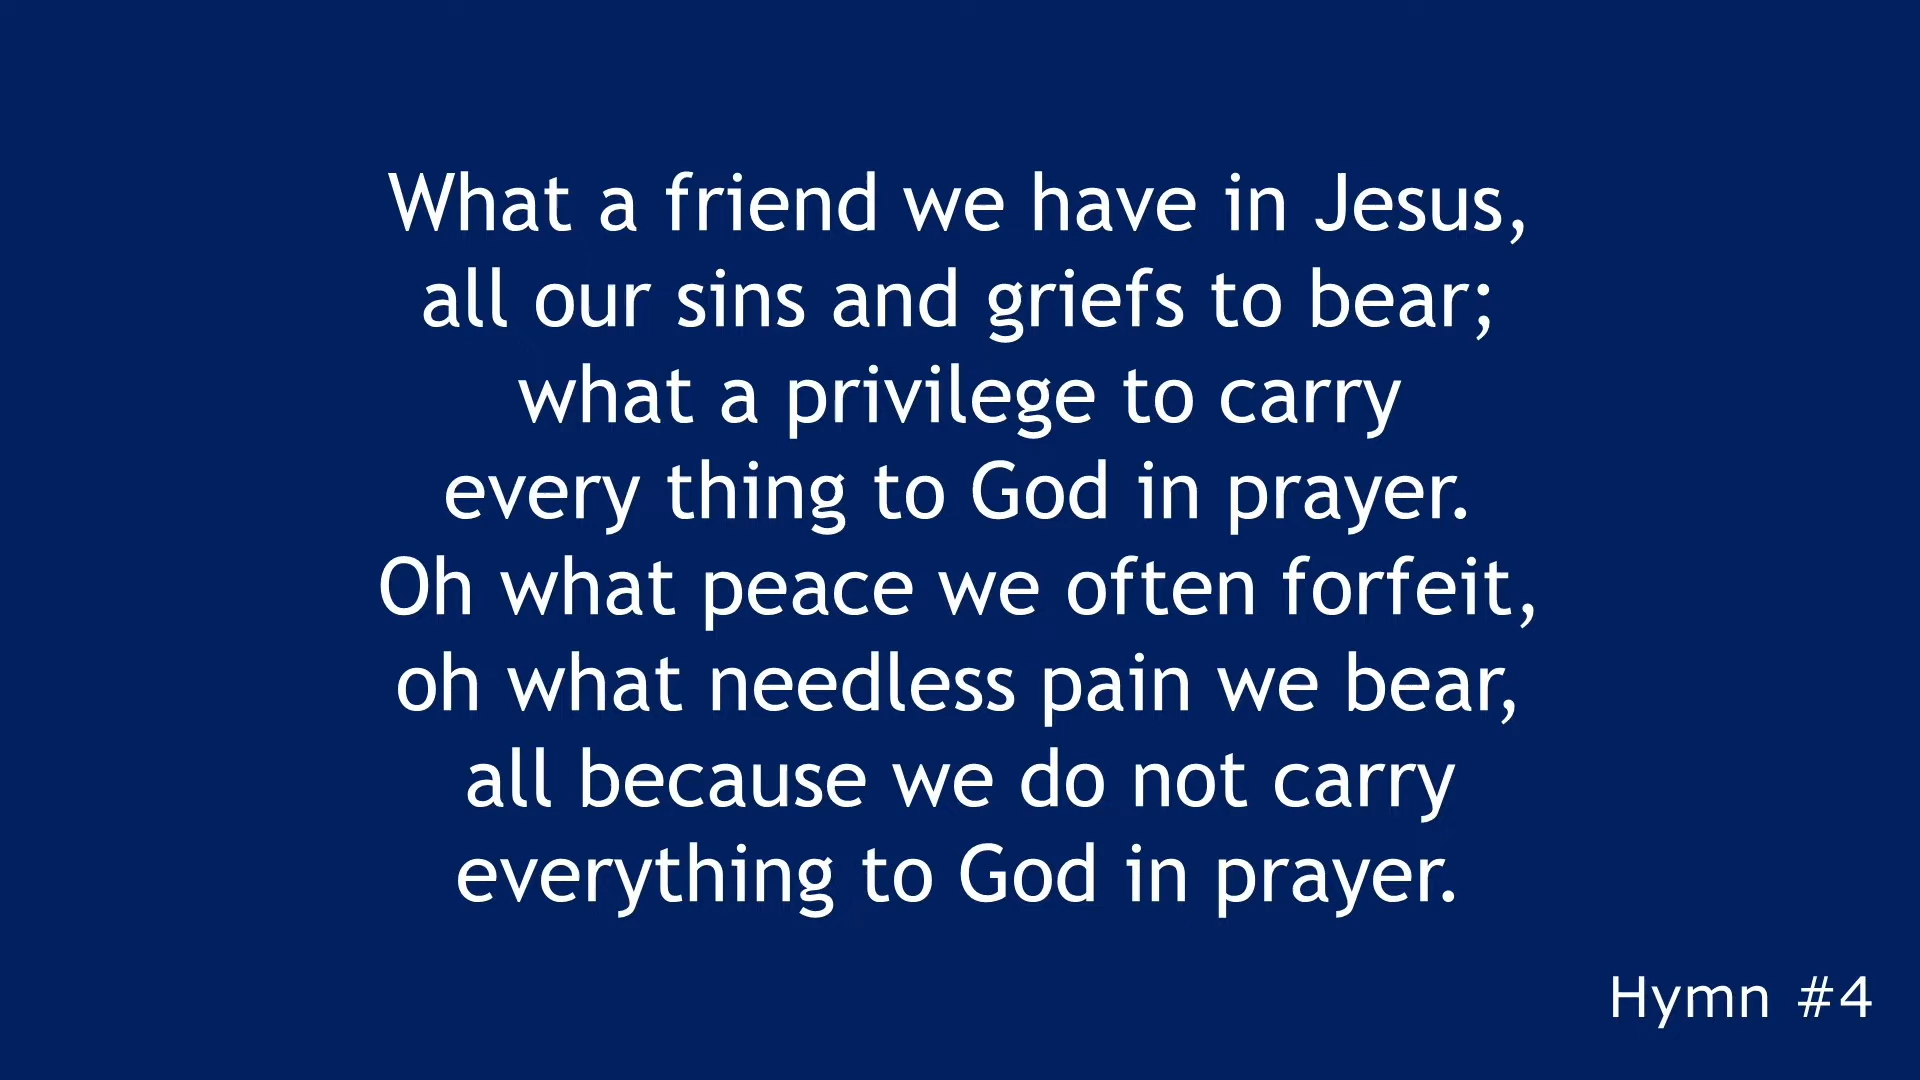 What a friend we have in Jesus,
all our sins and griefs to bear;
what a privilege to carry
every thing to God in prayer.
Oh what peace we often forfeit,
oh what needless pain we bear,
all because we do not carry
everything to God in prayer.
Hymn #4